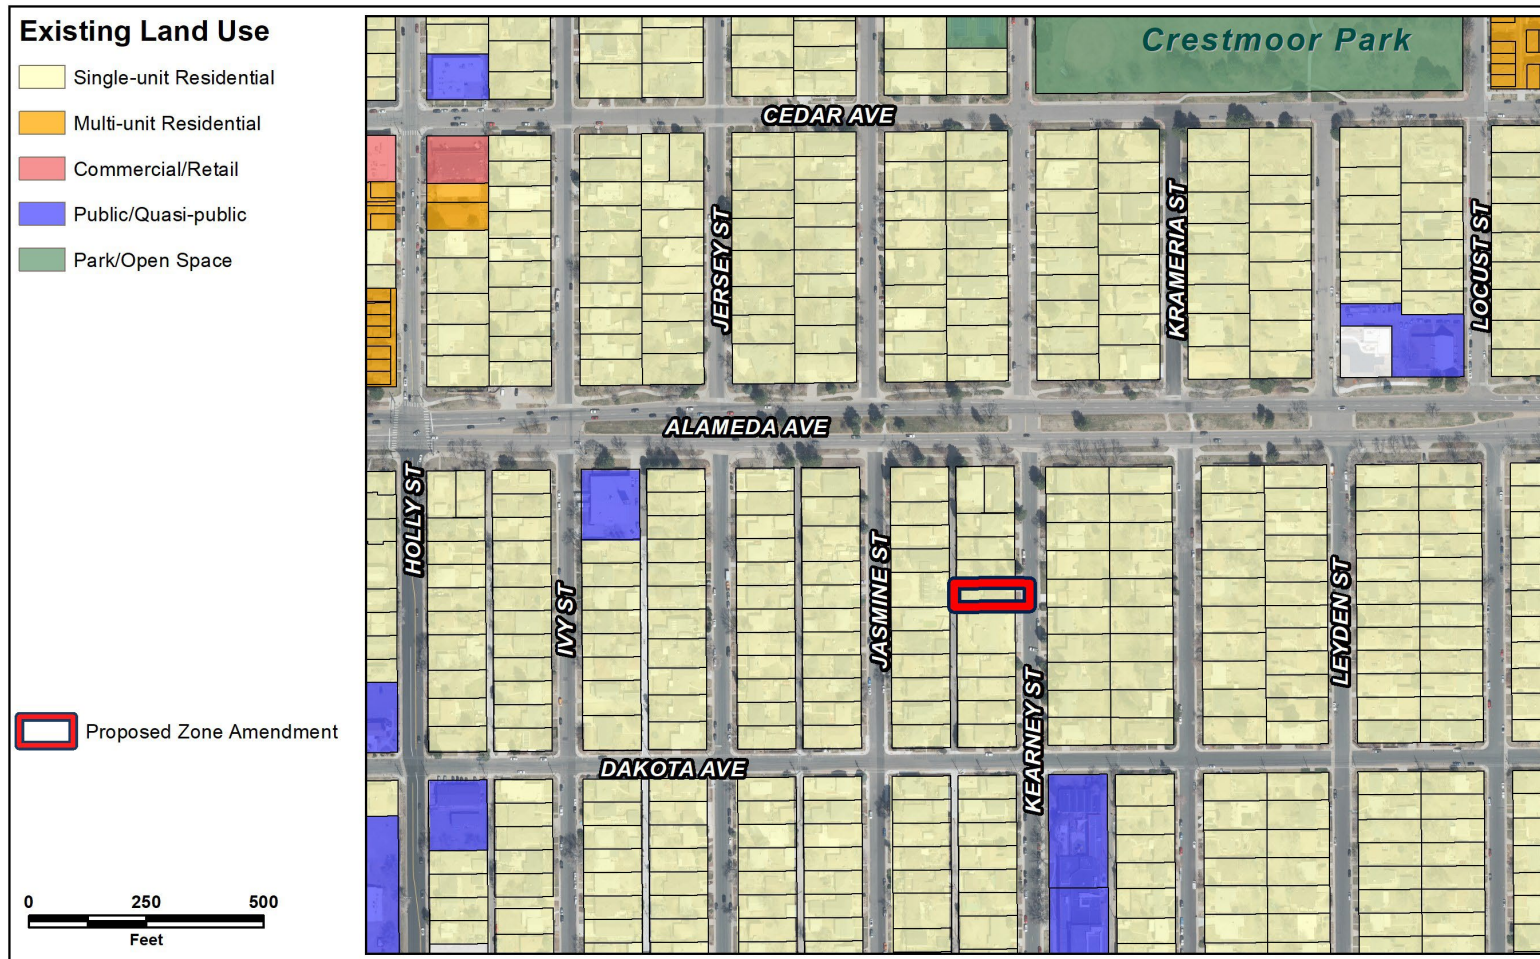 Existing Land Use
Single-unit Residential
Multi-unit Residential
Commercial/Retail
Public/Quasi-public
Park/Open Space
Proposed Zone Amendment
0 250 500
Feet
Crestmoor Park
CEDAR AVE
JERSEY ST
KRAMERIA ST
LOCUST ST
ALAMEDA AVE
HOLLY ST
IVY ST
JASMINE ST
KEARNEY ST
LEYDEN ST
DAKOTA AVE